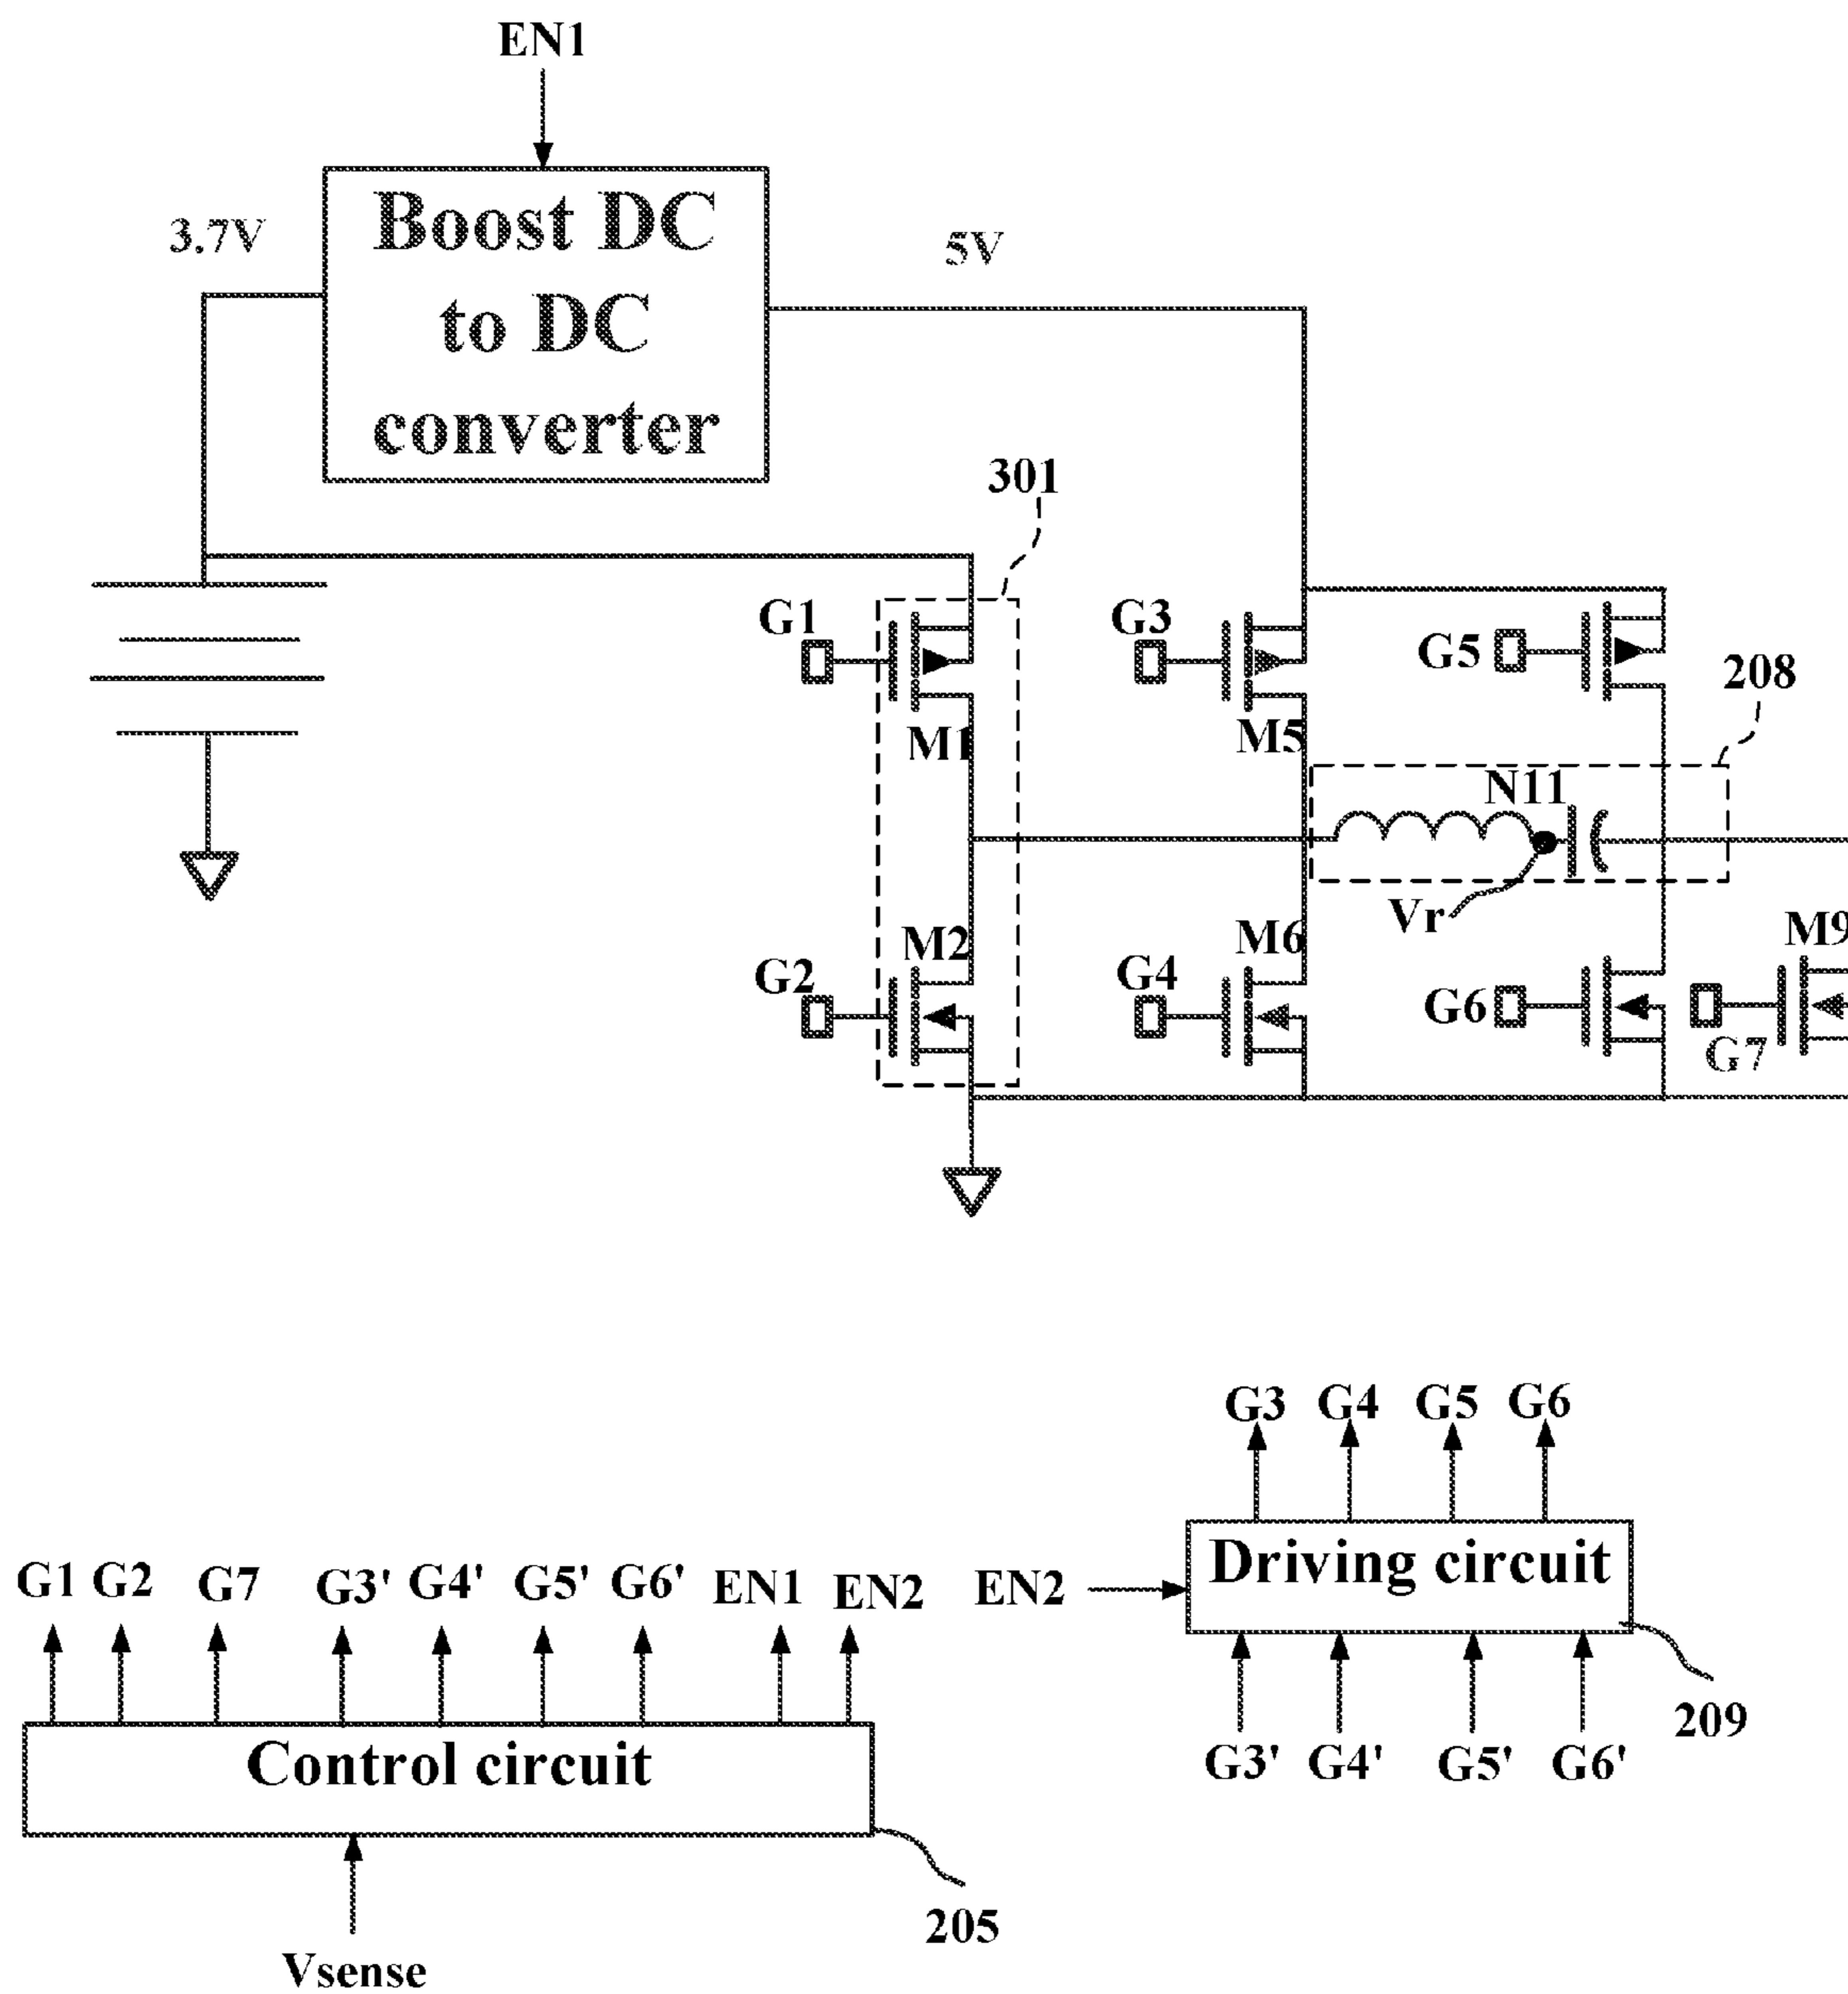 EN1
3.7V
Boost DC
to DC
converter
5V
301
G1
G3
G5
208
M1
M5
N11
Vr
M2
M6
M9
G2
G4
G6
G7
G3 G4 G5 G6
Driving circuit
EN2
G3' G4' G5' G6'
209
G1 G2 G7 G3' G4' G5' G6' EN1 EN2
Control circuit
205
Vsense